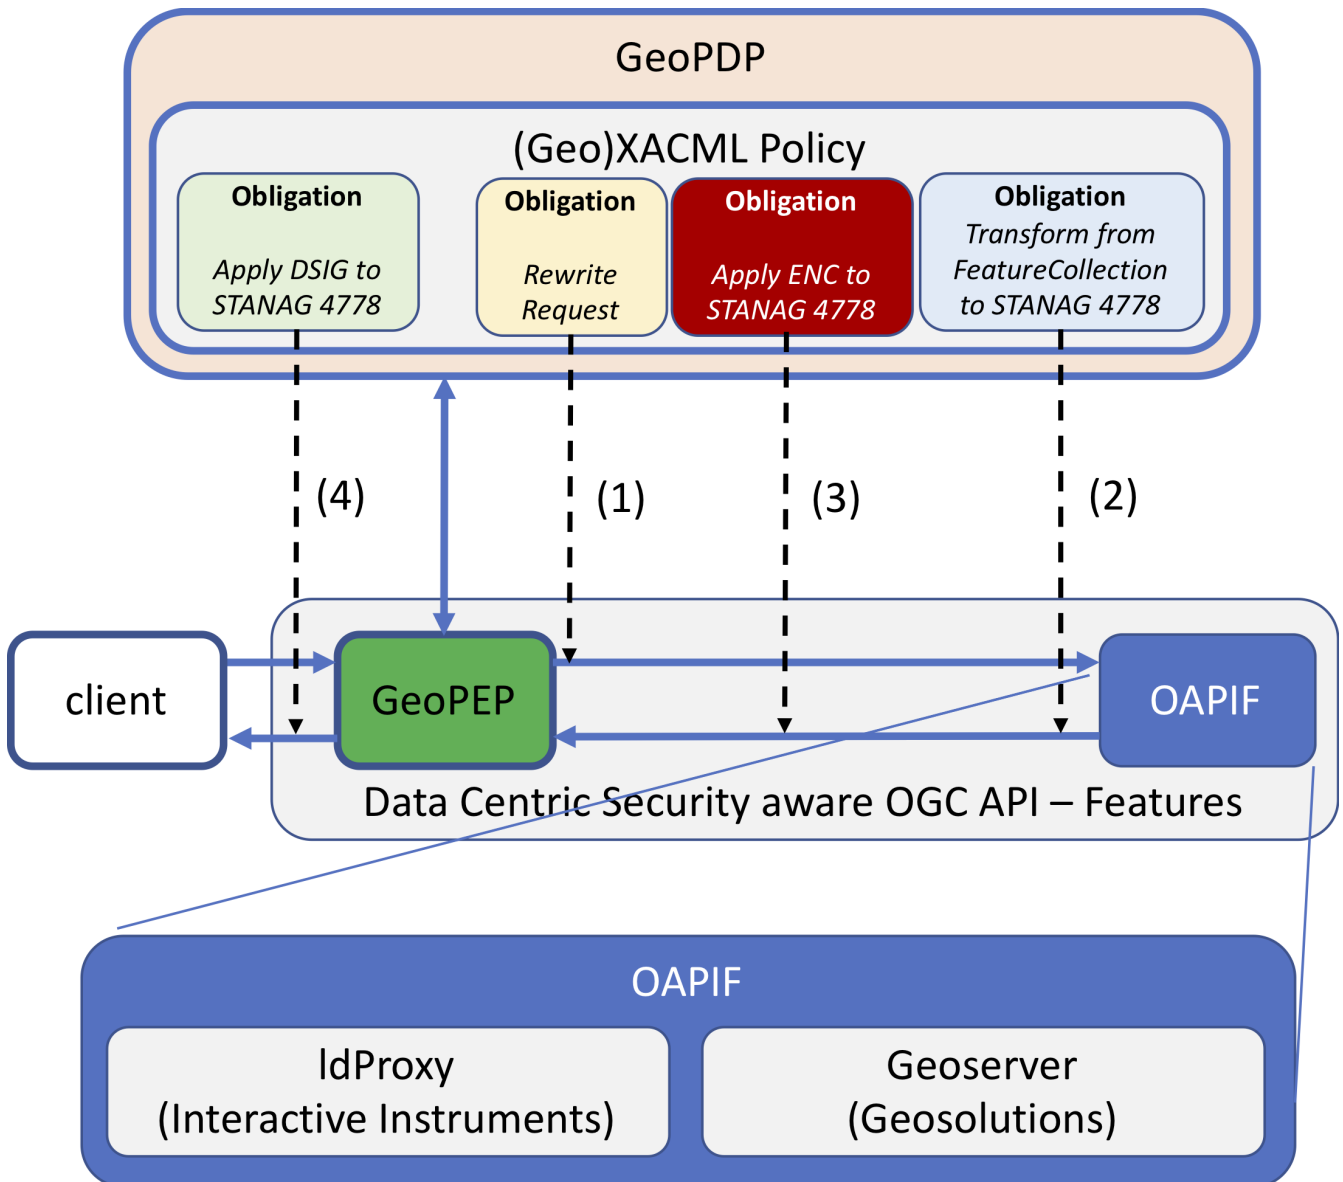 GeoPDP
(Geo)XACML Policy
Obligation
Apply DSIG to
STANAG 4778
Obligation
Rewrite
Request
Obligation
Apply ENC to
STANAG 4778
Obligation
Transform from
FeatureCollection
to STANAG 4778
(4)
(1)
(3)
(2)
client
GeoPEP
OAPIF
Data Centric Security aware OGC API – Features
OAPIF
ldProxy
(Interactive Instruments)
Geoserver
(Geosolutions)